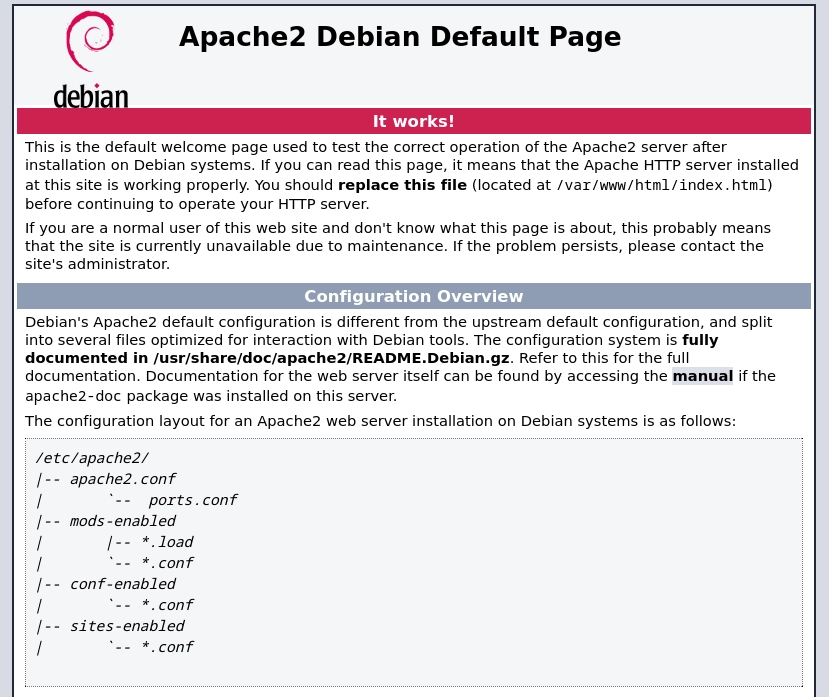 debian
Apache2 Debian Default Page
It works!
This is the default welcome page used to test the correct operation of the Apache2 server after
installation on Debian systems. If you can read this page, it means that the Apache HTTP server installed
at this site is working properly. You should replace this file (located at /var/www/html/index.html)
before continuing to operate your HTTP server.
If you are a normal user of this web site and don't know what this page is about, this probably means
that the site is currently unavailable due to maintenance. If the problem persists, please contact the
site's administrator.
Configuration Overview
Debian's Apache2 default configuration is different from the upstream default configuration, and split
into several files optimized for interaction with Debian tools. The configuration system is fully
documented in /usr/share/doc/apache2/README.Debian.gz. Refer to this for the full
documentation. Documentation for the web server itself can be found by accessing the manual if the
apache2-doc package was installed on this server.
The configuration layout for an Apache2 web server installation on Debian systems is as follows:
/etc/apache2/
|-- apache2.conf
|       `--  ports.conf
|-- mods-enabled
|       |-- *.load
|       `-- *.conf
|-- conf-enabled
|       `-- *.conf
|-- sites-enabled
|       `-- *.conf